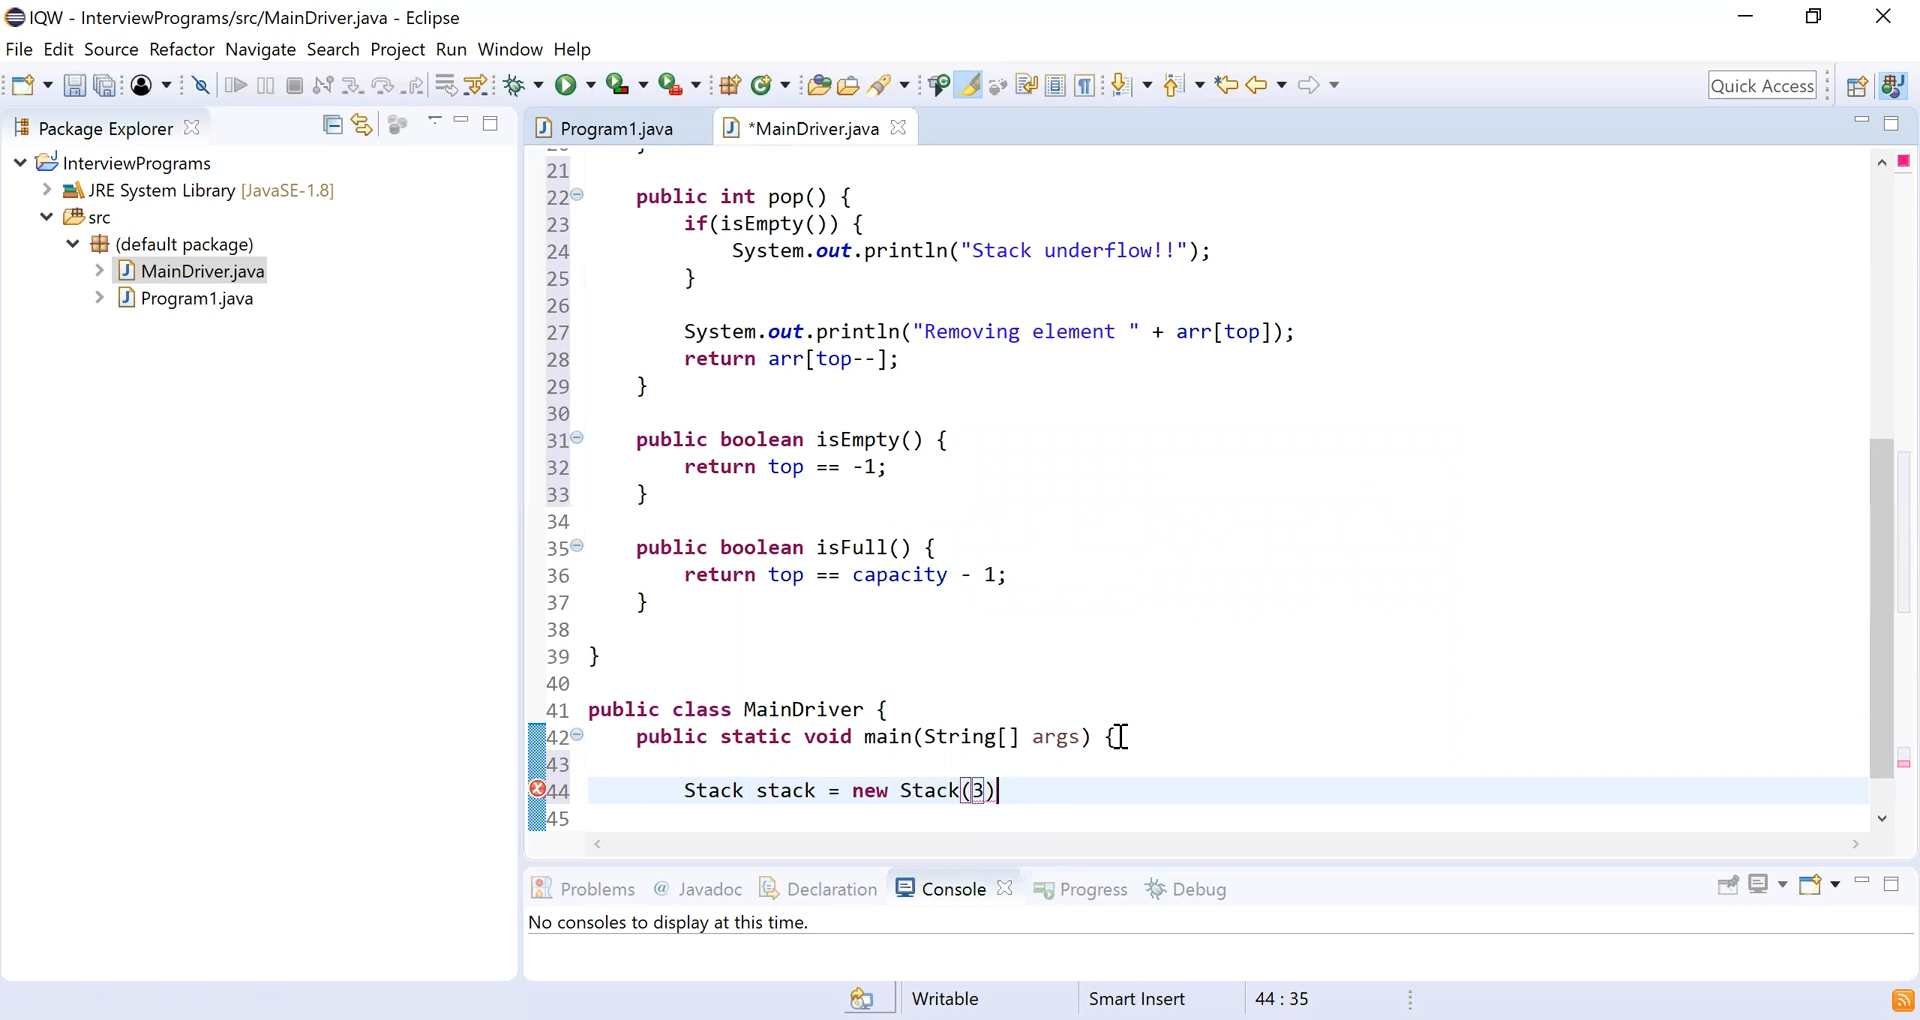 IQW - InterviewPrograms/src/MainDriver.java - Eclipse
File Edit Source Refactor Navigate Search Project Run Window Help
Quick Access
Package Explorer
InterviewPrograms
JRE System Library [JavaSE-1.8]
src
(default package)
MainDriver.java
Program1.java
Program1.java *MainDriver.java
21
22 public int pop() {
23 if(isEmpty()) {
24 System.out.println("Stack underflow!!");
25 }
26
27 System.out.println("Removing element " + arr[top]);
28 return arr[top--];
29 }
30
31 public boolean isEmpty() {
32 return top == -1;
33 }
34
35 public boolean isFull() {
36 return top == capacity - 1;
37 }
38
39 }
40
41 public class MainDriver {
42 public static void main(String[] args) {
43
44 Stack stack = new Stack(3)
45
Problems @ Javadoc Declaration Console Progress Debug
No consoles to display at this time.
Writable Smart Insert 44 : 35